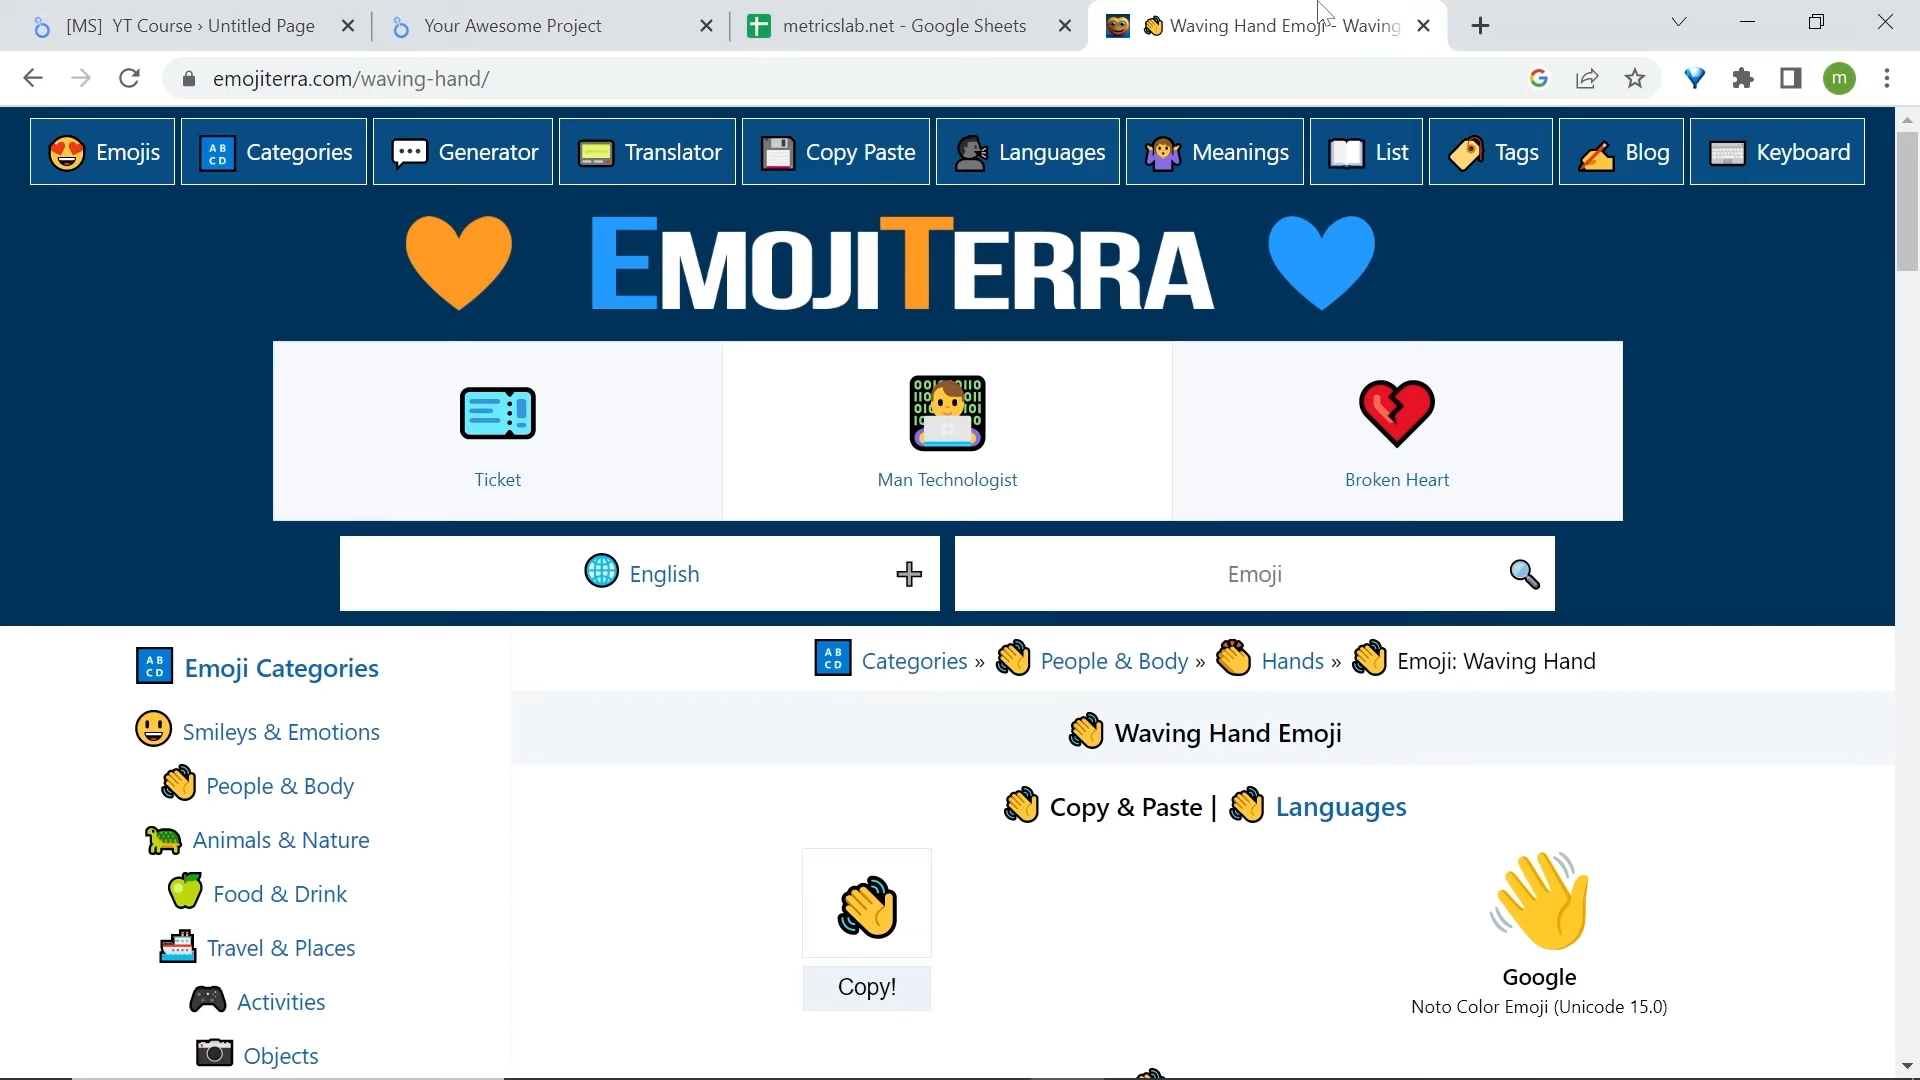 [MS] YT Course › Untitled Page
Your Awesome Project
metricslab.net - Google Sheets
👋 Waving Hand Emoji - Waving
emojiterra.com/waving-hand/
m
Emojis
Categories
Generator
Translator
Copy Paste
Languages
Meanings
List
Tags
Blog
Keyboard
EMOJITERRA
Ticket
Man Technologist
Broken Heart
English
Emoji
Emoji Categories
Smileys & Emotions
People & Body
Animals & Nature
Food & Drink
Travel & Places
Activities
Objects
Categories » 👋 People & Body » 👏 Hands » 👋 Emoji: Waving Hand
👋 Waving Hand Emoji
👋 Copy & Paste | 👋 Languages
Copy!
Google
Noto Color Emoji (Unicode 15.0)